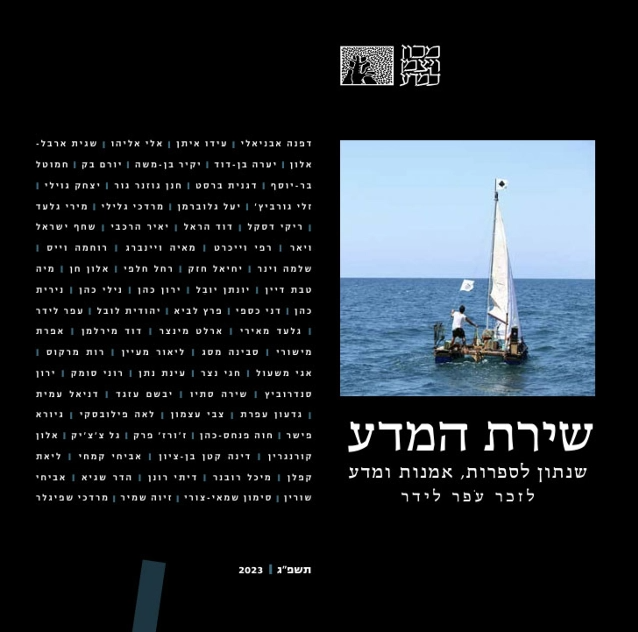 מכון
ויצמן
למדע
שירת המדע
שנתון לספרות, אמנות ומדע
לזכר עפר לידר
דפנה אבניאלי | עידו איתן | אלי אליהו | שגית ארבל-
אלון | יערה בן-דוד | יקיר בן-משה | יורם בק | חמוטל
בר-יוסף | דגנית ברסט | חנן גוזנר גור | יצחק גוילי |
זלי גורביץ' | יעל גלוברמן | מרדכי גלילי | מירי גלעד
| ריקי דסקל | דוד הראל | יאיר הרכבי | שחף ישראל
ויאר | רפי וייכרט | מאיה ויינברג | רוחמה וייס |
שלמה וינר | יחיאל חזק | רחל חלפי | אלון חן | מיה
טבת דיין | יונתן יובל | ירון כהן | נילי כהן | נירית
כהן | דני כספי | פרץ לביא | יהודית לובל | עפר לידר
| גלעד מאירי | ארלט מינצר | דוד מירלמן | אפרת
מישורי | סבינה מסג | ליאור מעיין | רות מרקוס |
אגי משעול | חגי נצר | עינת נתן | רוני סומק | ירון
סנדרוביץ | שירה סתיו | יבשם עזגד | דניאל עמית
| גדעון עפרת | צבי עצמון | לאה פילובסקי | גיורא
פישר | חוה פנחס-כהן | ז'ורז' פרק | גל צ'צ'יק | אלון
קורנגרין | דינה קטן בן-ציון | אביחי קמחי | ליאת
קפלן | מיכל רובנר | דיתי רונן | הדר שגיא | אביחי
שורין | סימון שמאי-צורי | זיוה שמיר | מרדכי שפיגלר
תשפ"ג | 2023